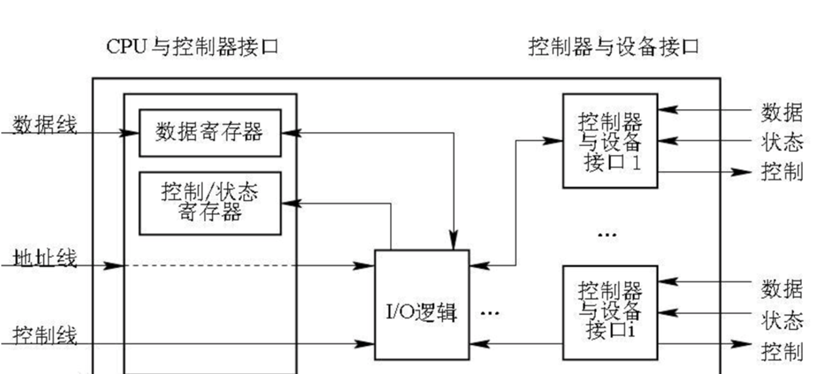 CPU与控制器接口
控制器与设备接口
数据线
数据寄存器
控制/状态
寄存器
地址线
控制线
I/O逻辑
...
控制器
与设备
接口 1
数据
状态
控制
...
控制器
与设备
接口i
数据
状态
控制